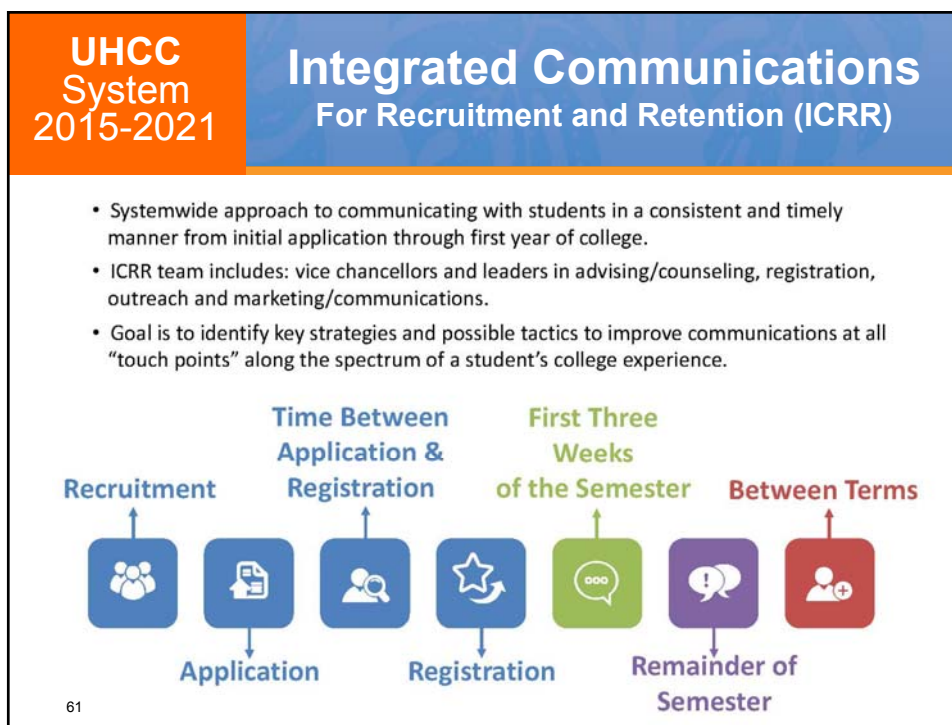 UHCC
System
2015-2021
Integrated Communications
For Recruitment and Retention (ICRR)
• Systemwide approach to communicating with students in a consistent and timely
manner from initial application through first year of college.
• ICRR team includes: vice chancellors and leaders in advising/counseling, registration,
outreach and marketing/communications.
• Goal is to identify key strategies and possible tactics to improve communications at all
“touch points” along the spectrum of a student’s college experience.
Recruitment
Application
Time Between
Application &
Registration
Registration
First Three
Weeks
of the Semester
Remainder of
Semester
Between Terms
61